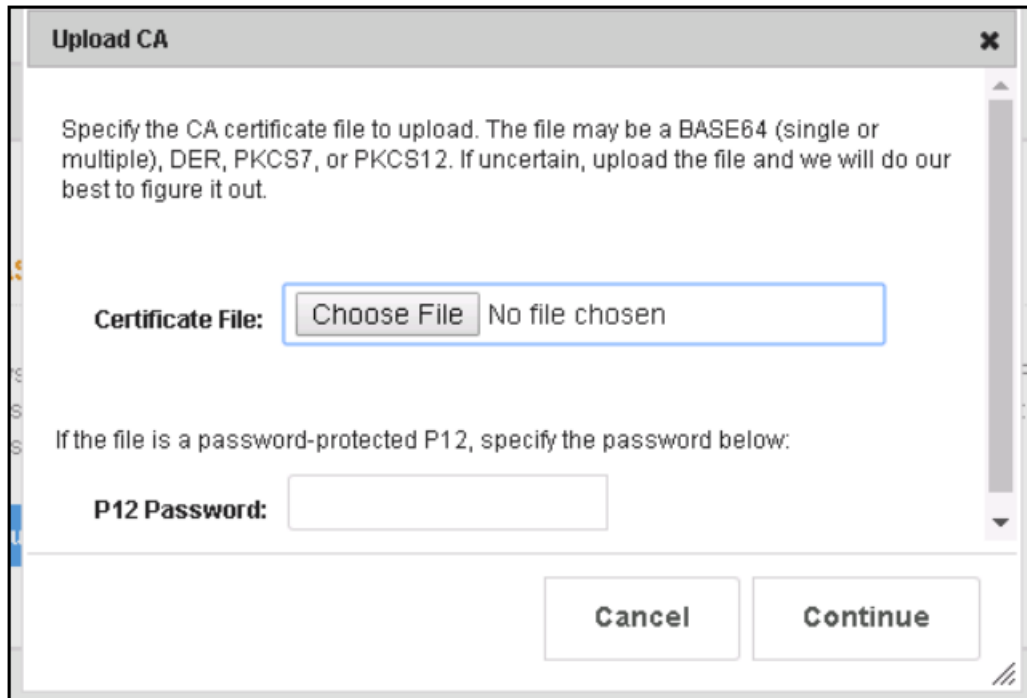 Upload CA
Specify the CA certificate file to upload. The file may be a BASE64 (single or
multiple), DER, PKCS7, or PKCS12. If uncertain, upload the file and we will do our
best to figure it out.
Certificate File: Choose File No file chosen
If the file is a password-protected P12, specify the password below:
P12 Password:
Cancel Continue